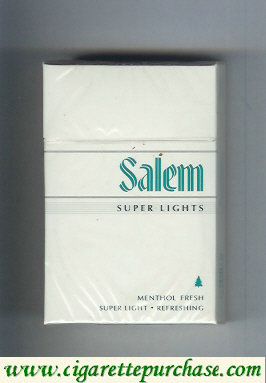 Salem
SUPER LIGHTS
MENTHOL FRESH
SUPER LIGHT • REFRESHING
www.cigarettepurchase.com